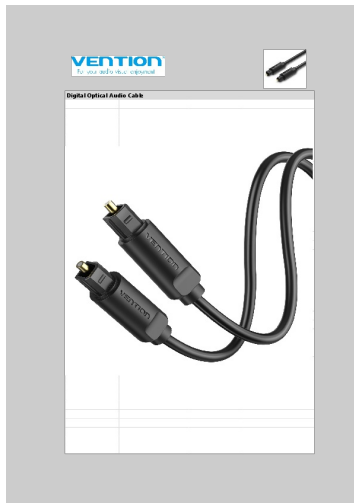 VENTION
For your audio visual enjoyment
Digital Optical Audio Cable
VENTION
VENTION